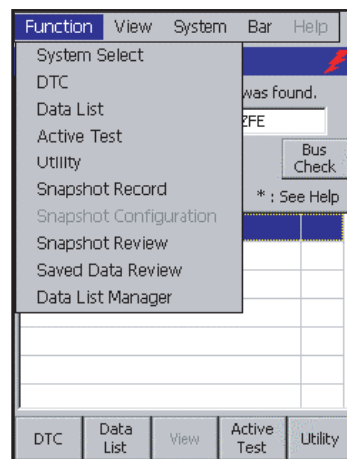 Function View System Bar Help
System Select
DTC
Data List
was found.
Active Test
ZFE
Utility
Bus
Check
Snapshot Record
* : See Help
Snapshot Configuration
Snapshot Review
Saved Data Review
Data List Manager
DTC
Data
List
View
Active
Test
Utility